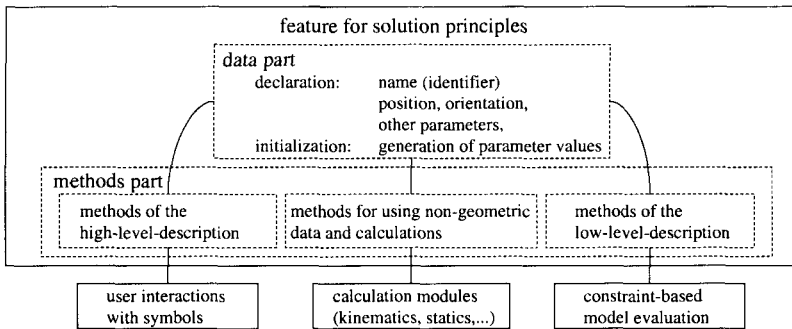 feature for solution principles
data part
declaration: name (identifier)
position, orientation,
other parameters,
initialization: generation of parameter values
methods part
methods of the
high-level-description
methods for using non-geometric
data and calculations
methods of the
low-level-description
user interactions
with symbols
calculation modules
(kinematics, statics,...)
constraint-based
model evaluation